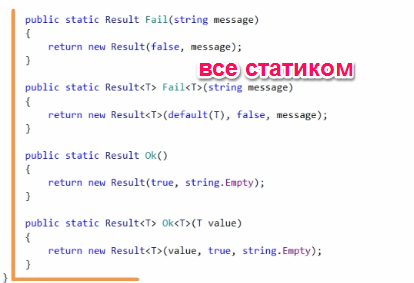 public static Result Fail(string message)
{
return new Result(false, message);
}
все статиком
public static Result<T> Fail<T>(string message)
{
return new Result<T>(default(T), false, message);
}
public static Result Ok()
{
return new Result(true, string.Empty);
}
public static Result<T> Ok<T>(T value)
{
return new Result<T>(value, true, string.Empty);
}
}